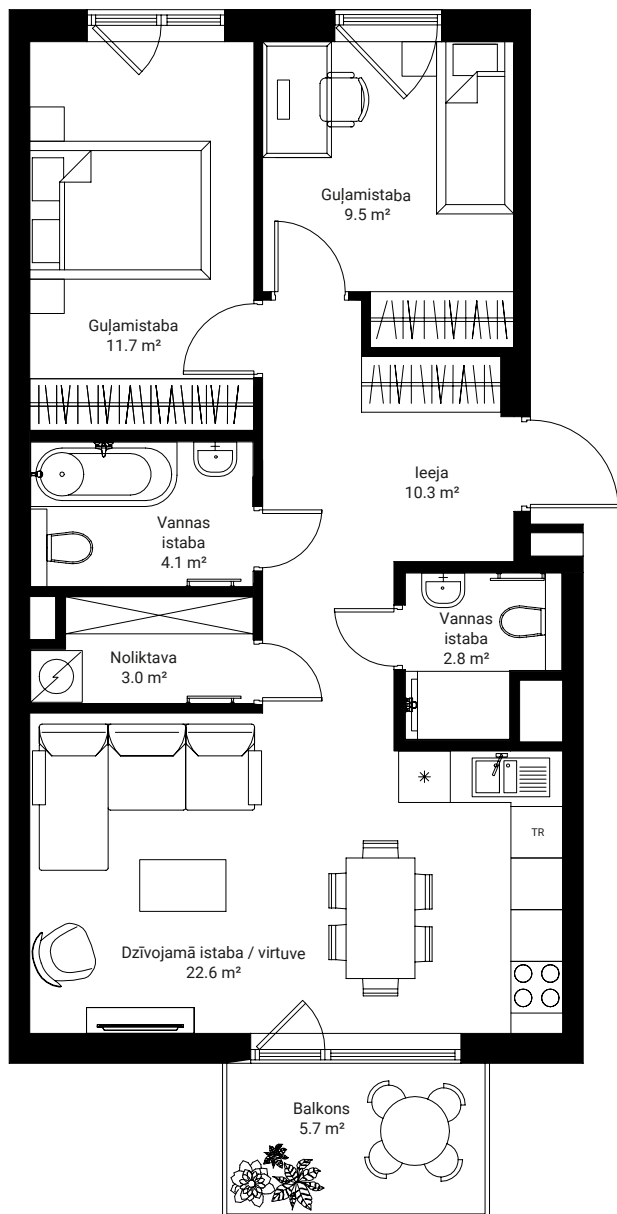 Guļamistaba
9.5 m²
Guļamistaba
11.7 m²
Ieeja
10.3 m²
Vannas
istaba
4.1 m²
Vannas
istaba
2.8 m²
Noliktava
3.0 m²
TR
Dzīvojamā istaba / virtuve
22.6 m²
Balkons
5.7 m²